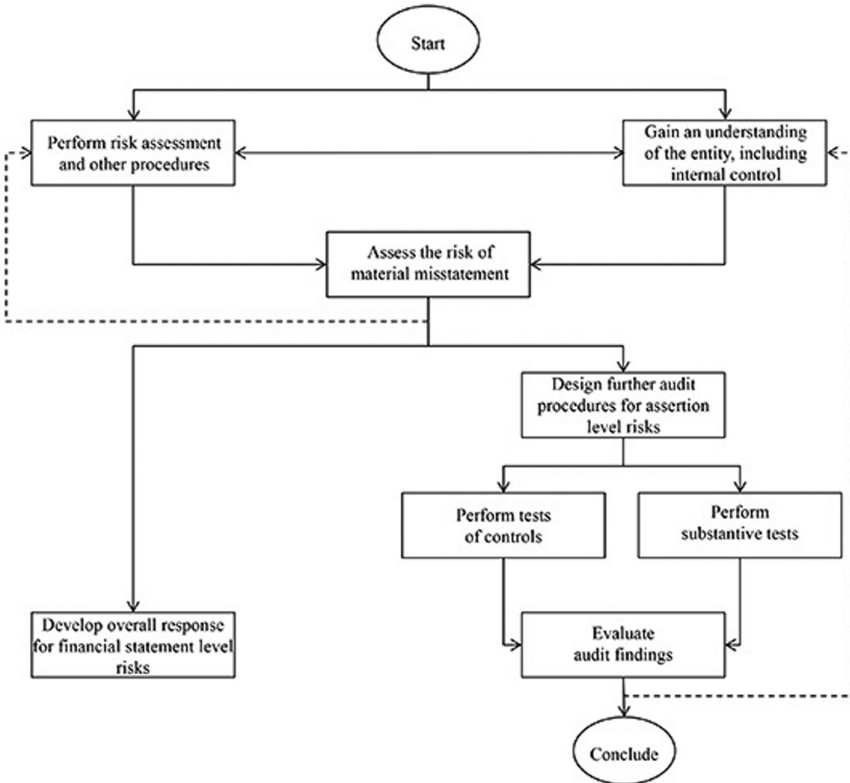 Start
Perform risk assessment
and other procedures
Gain an understanding
of the entity, including
internal control
Assess the risk of
material misstatement
Design further audit
procedures for assertion
level risks
Perform tests
of controls
Perform
substantive tests
Develop overall response
for financial statement level
risks
Evaluate
audit findings
Conclude